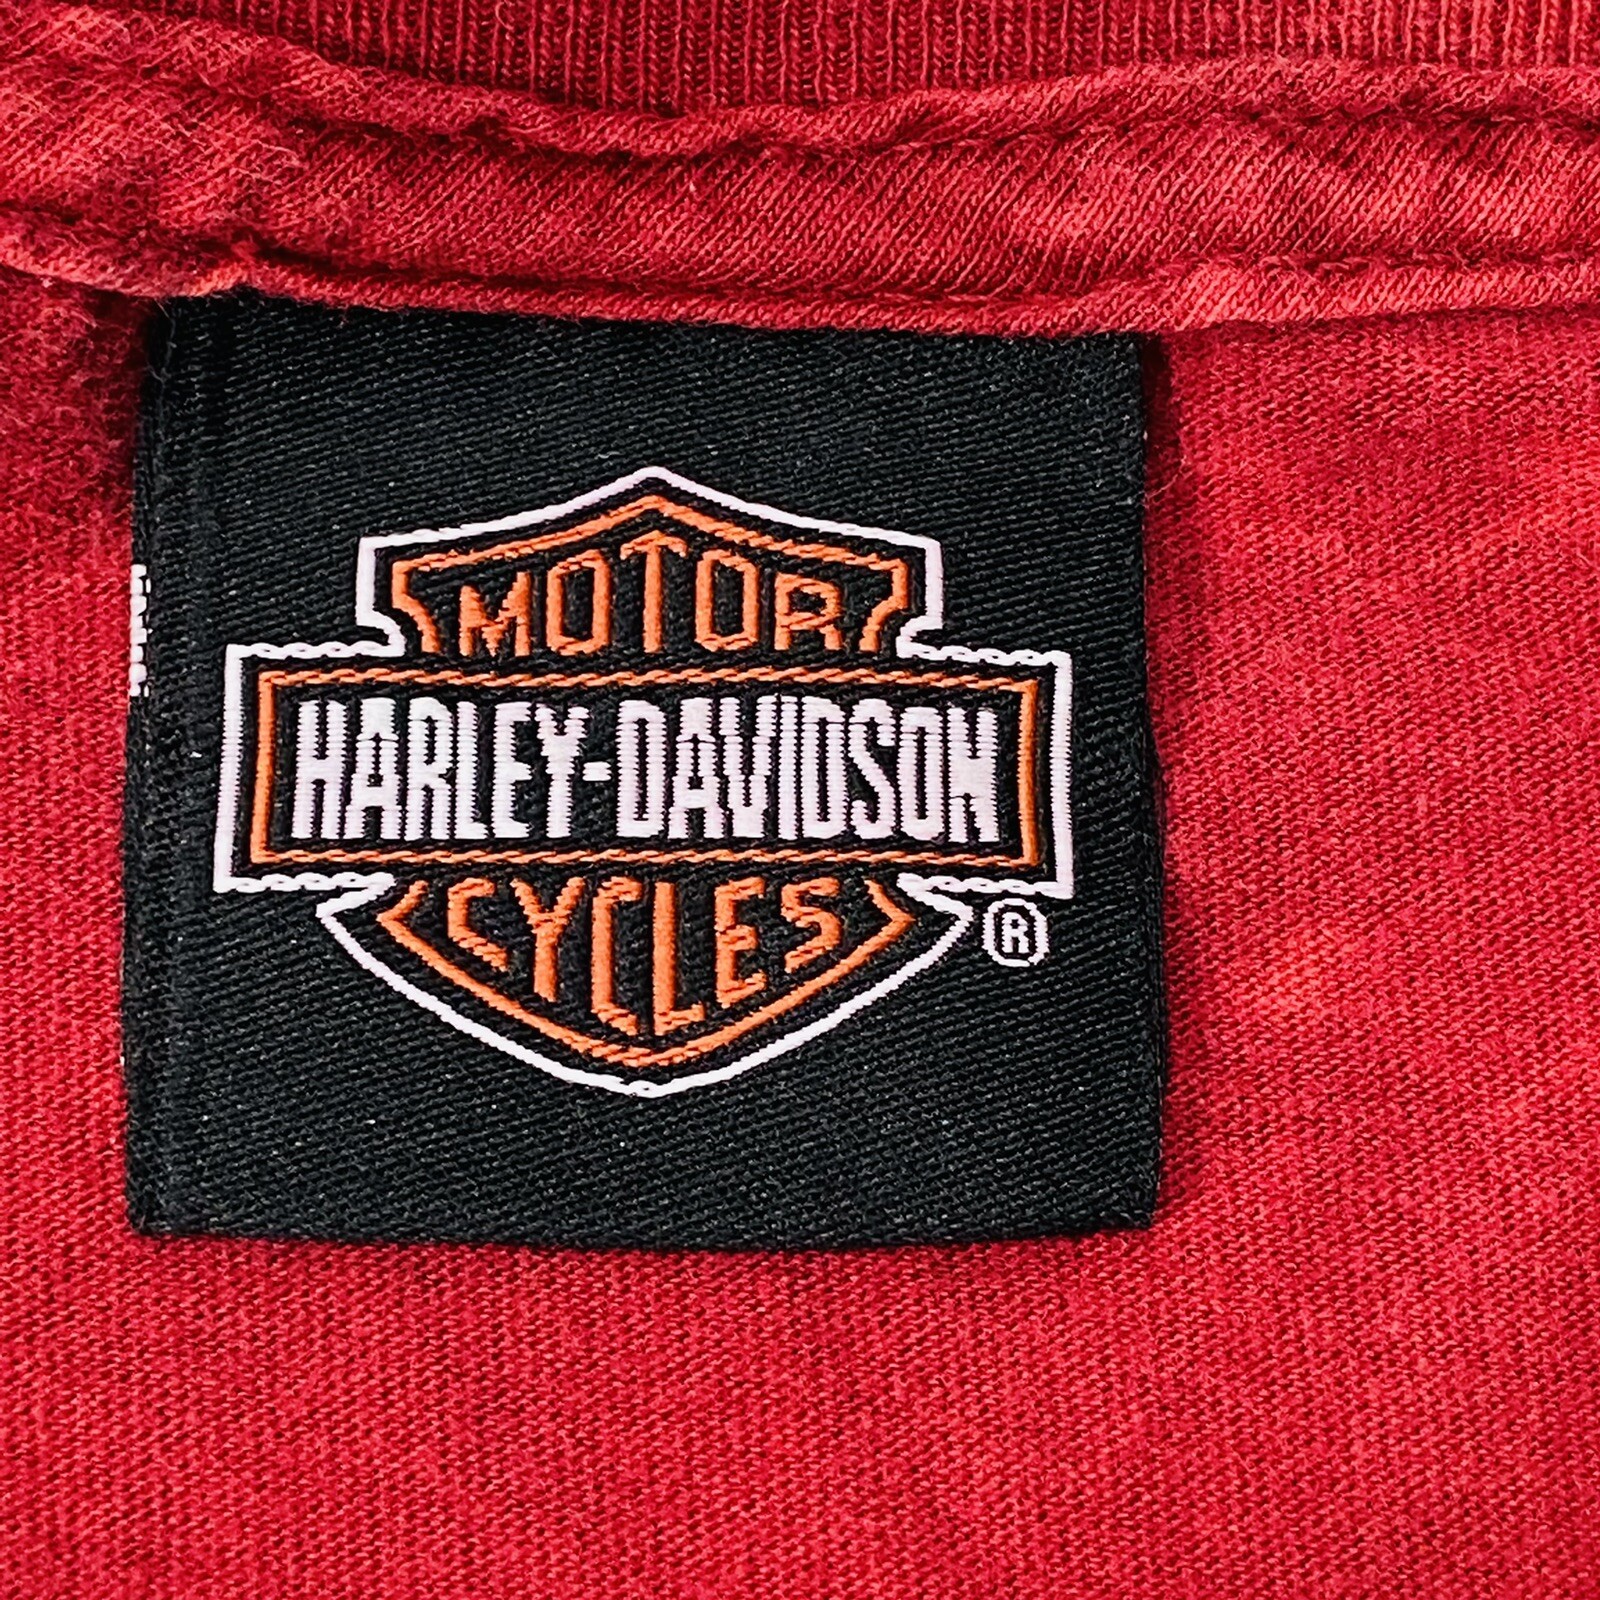 MOTOR
HARLEY-DAVIDSON
CYCLES
®